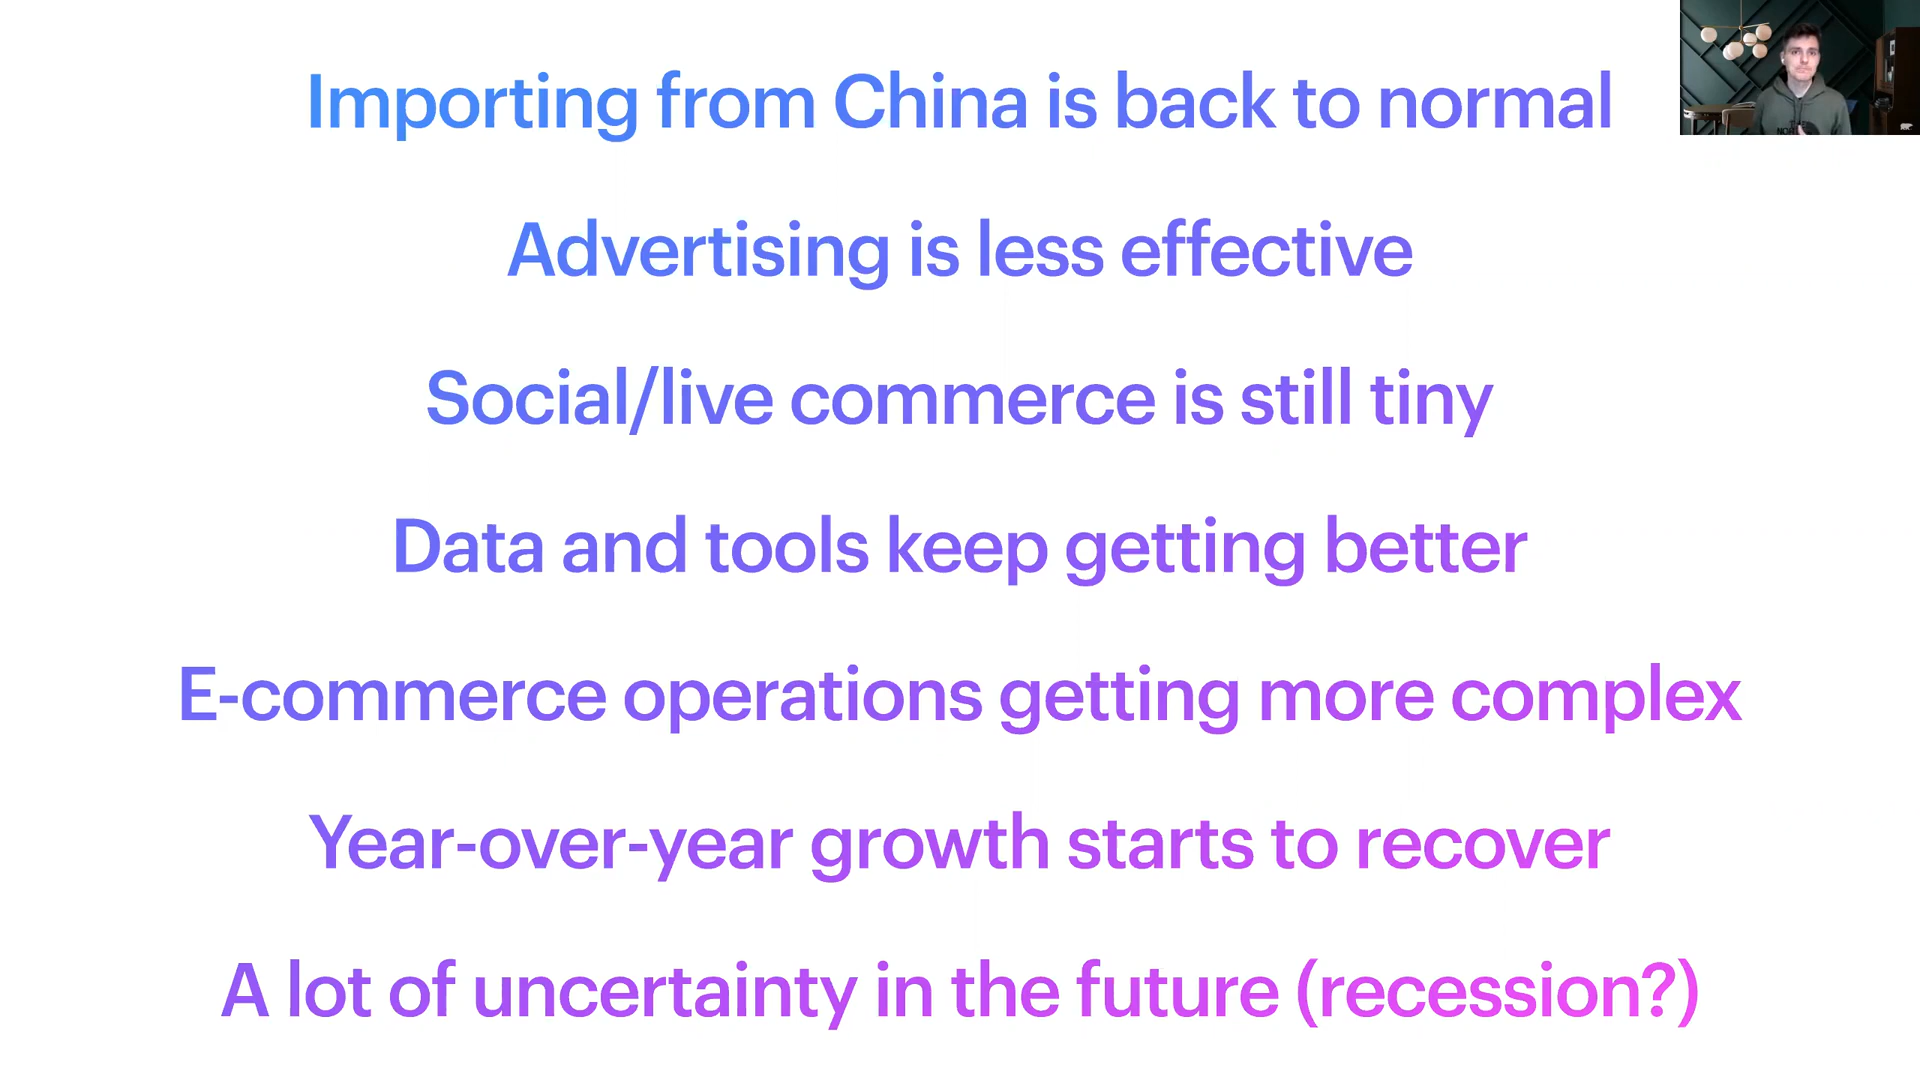 Importing from China is back to normal
Advertising is less effective
Social/live commerce is still tiny
Data and tools keep getting better
E-commerce operations getting more complex
Year-over-year growth starts to recover
A lot of uncertainty in the future (recession?)